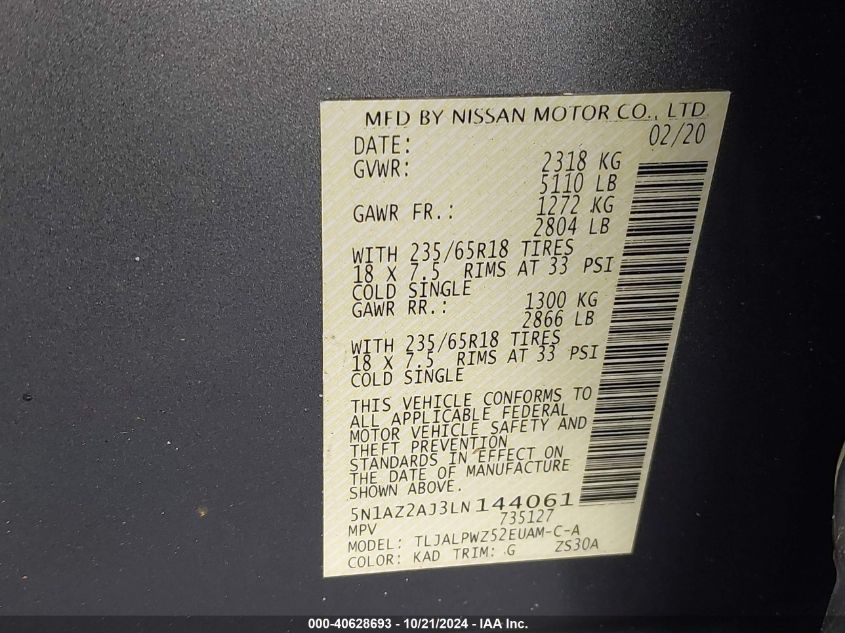 MFD BY NISSAN MOTOR CO., LTD
DATE: 02/20
GVWR: 2318 KG
5110 LB
GAWR FR.: 1272 KG
2804 LB
WITH 235/65R18 TIRES
18 X 7.5 RIMS AT 33 PSI
COLD SINGLE
GAWR RR.: 1300 KG
2866 LB
WITH 235/65R18 TIRES
18 X 7.5 RIMS AT 33 PSI
COLD SINGLE
THIS VEHICLE CONFORMS TO
ALL APPLICABLE FEDERAL
MOTOR VEHICLE SAFETY AND
THEFT PREVENTION
STANDARDS IN EFFECT ON
THE DATE OF MANUFACTURE
SHOWN ABOVE.
5N1AZ2AJ3LN144061
MPV 735127
MODEL: TLJALPWZ52EUAM-C-A
COLOR: KAD TRIM: G ZS30A
000-40628693 - 10/21/2024 - IAA Inc.